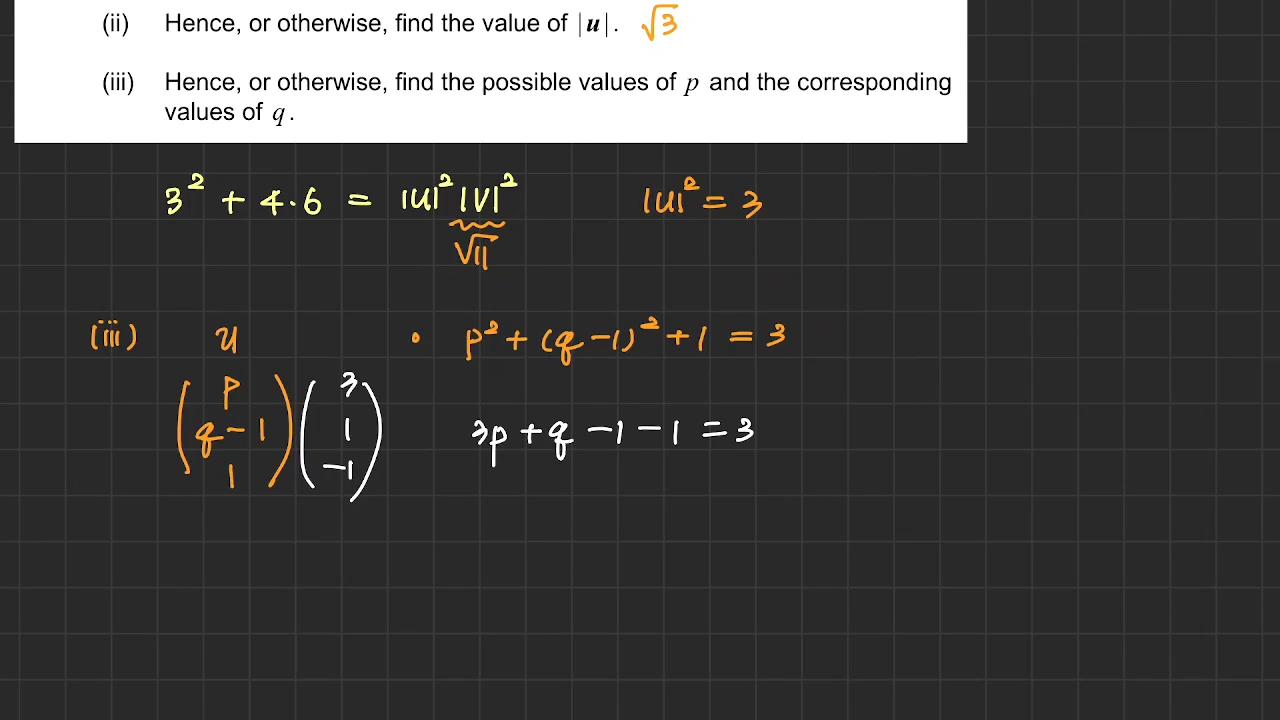 (ii) Hence, or otherwise, find the value of |u|. √3
(iii) Hence, or otherwise, find the possible values of p and the corresponding
values of q.
3² + 4·6 = |u|² |v|² |u|² = 3
√11
(iii) u • p² + (q −1)² + 1 = 3
p 3
q − 1 1 3p + q − 1 − 1 = 3
1 −1